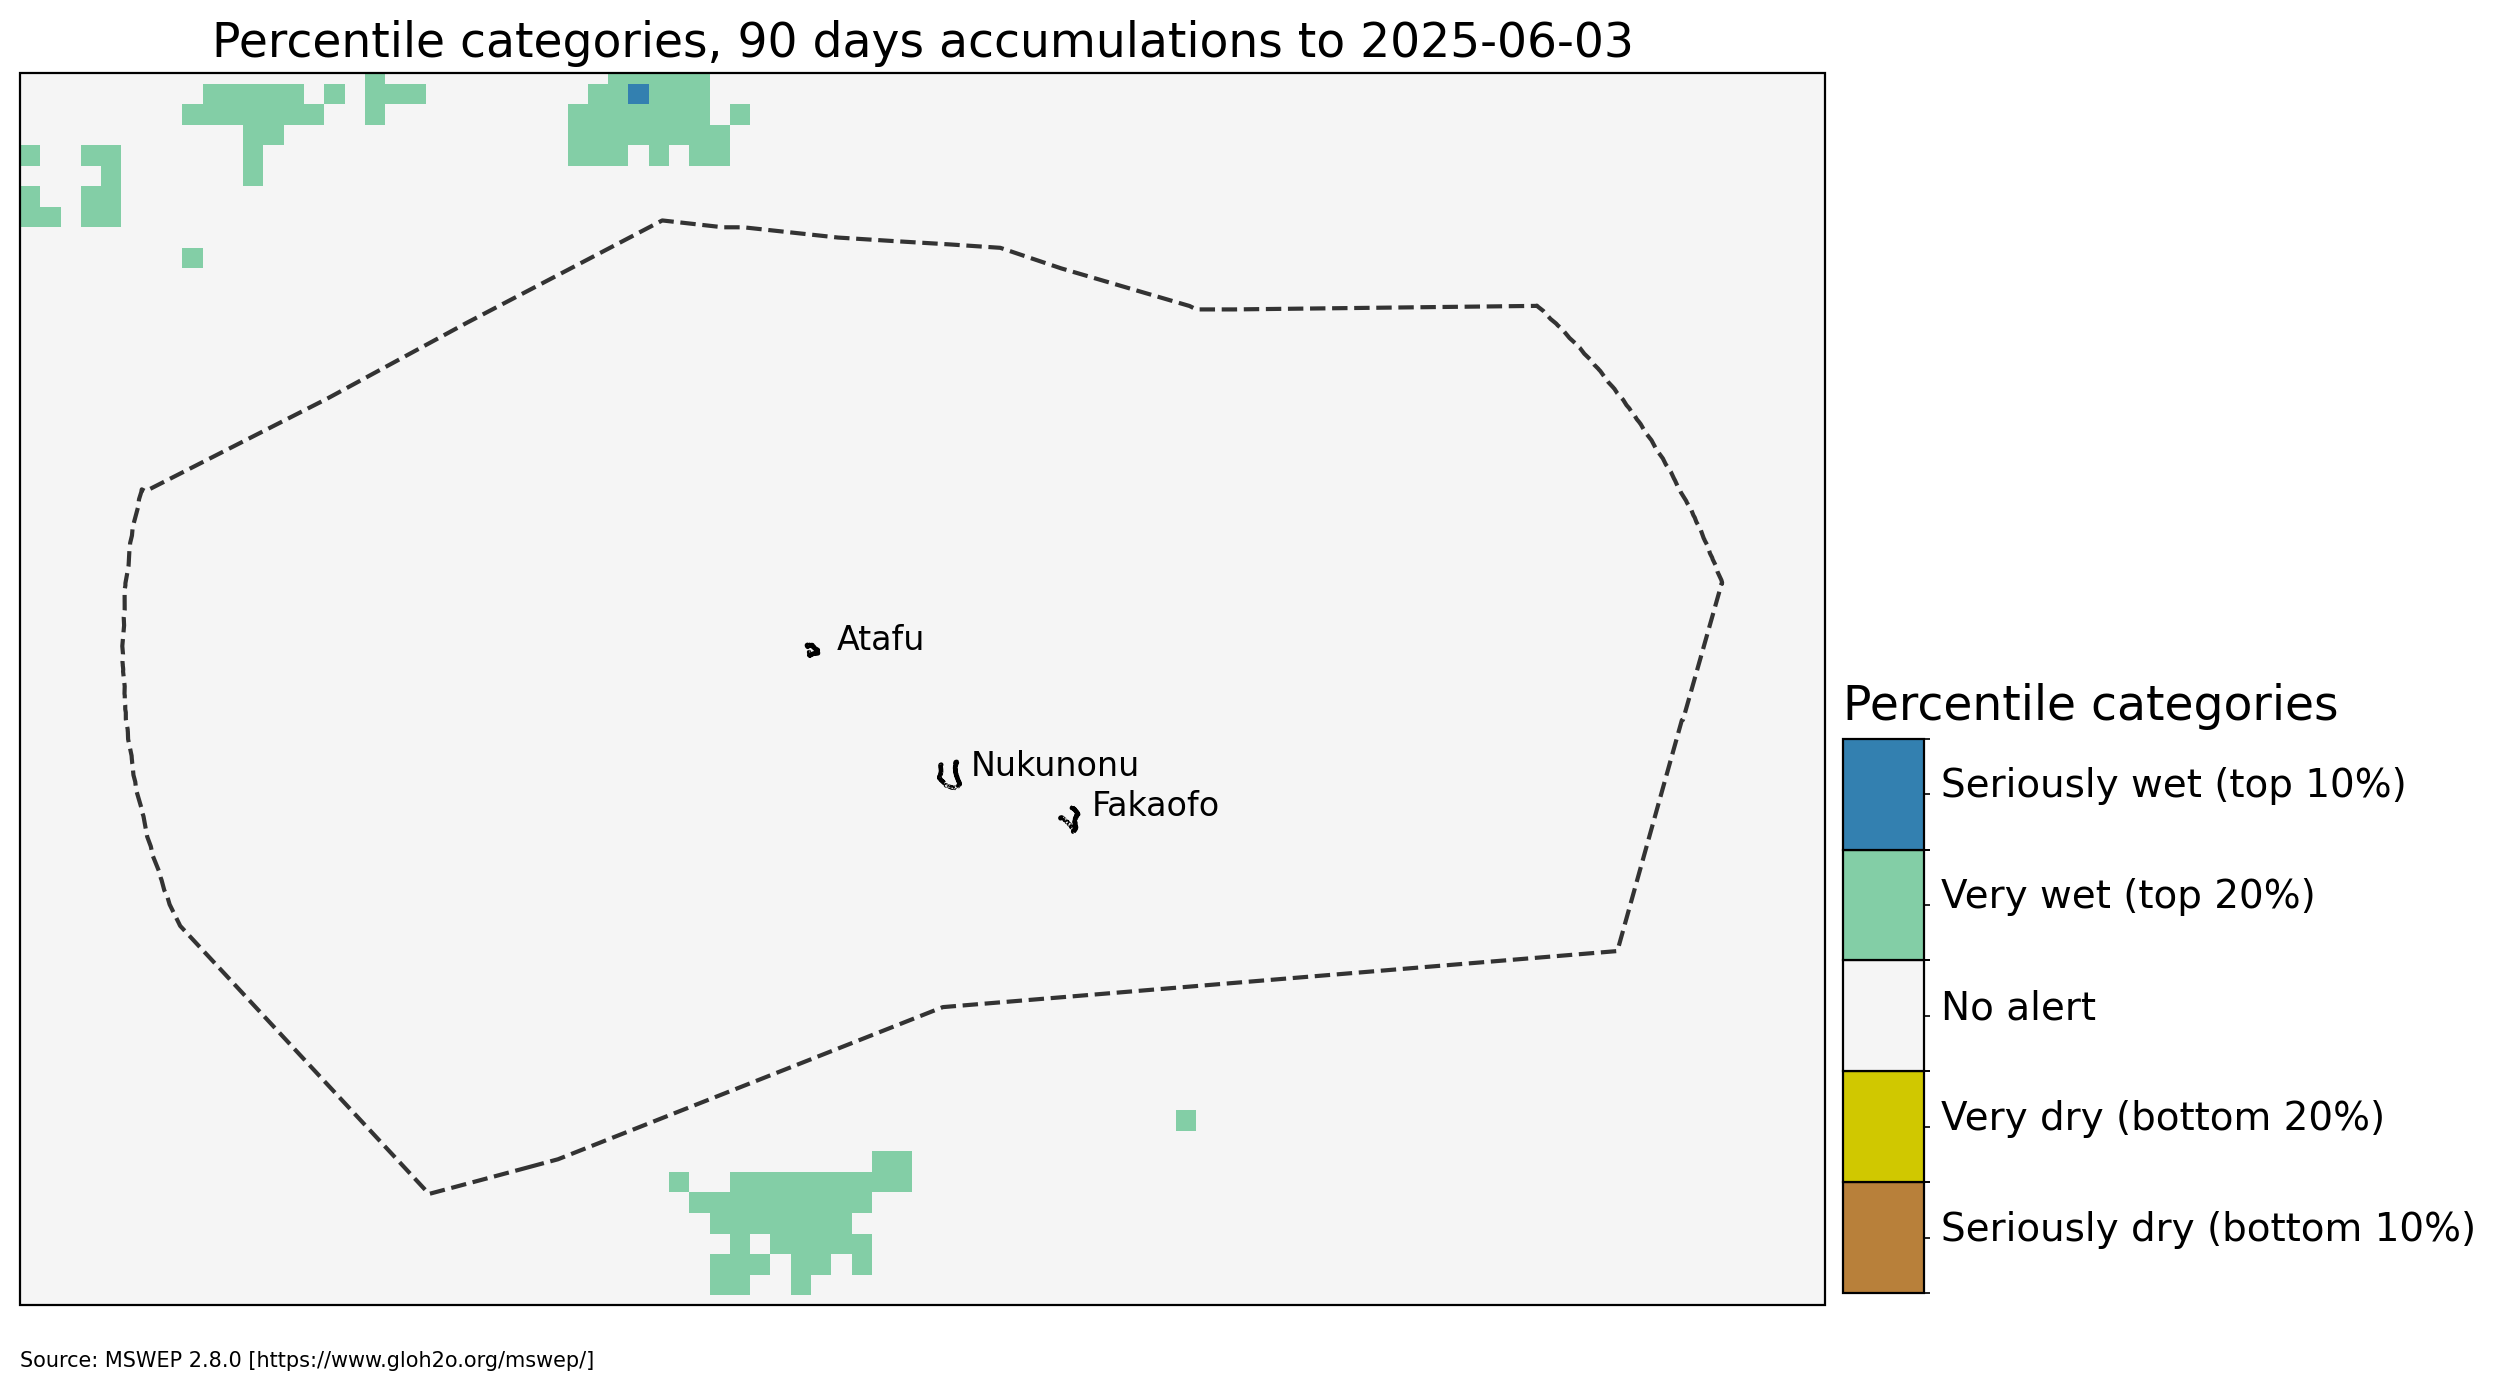 Percentile categories, 90 days accumulations to 2025-06-03
Atafu
Nukunonu
Fakaofo
Percentile categories
Seriously wet (top 10%)
Very wet (top 20%)
No alert
Very dry (bottom 20%)
Seriously dry (bottom 10%)
Source: MSWEP 2.8.0 [https://www.gloh2o.org/mswep/]